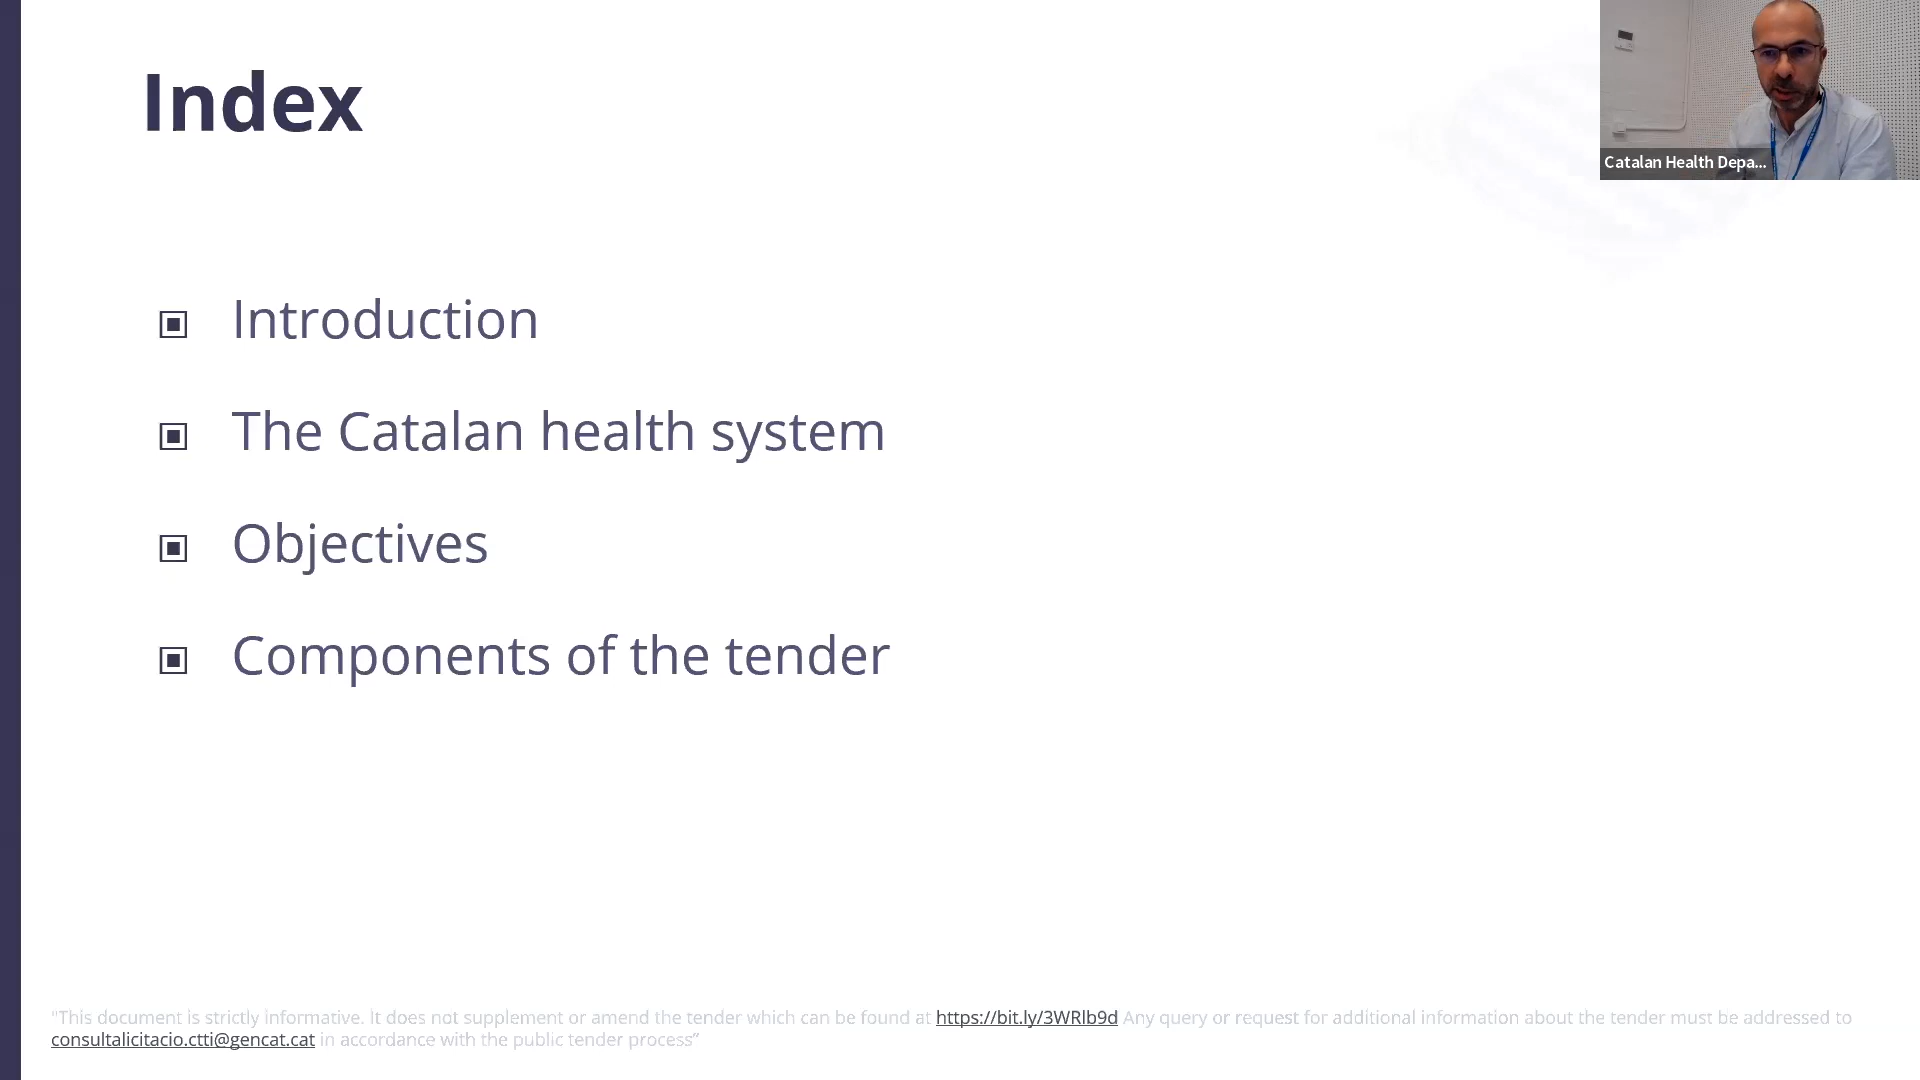 Index
Catalan Health Depa...
Introduction
The Catalan health system
Objectives
Components of the tender
"This document is strictly informative. It does not supplement or amend the tender which can be found at https://bit.ly/3WRlb9d Any query or request for additional information about the tender must be addressed to
consultalicitacio.ctti@gencat.cat in accordance with the public tender process”